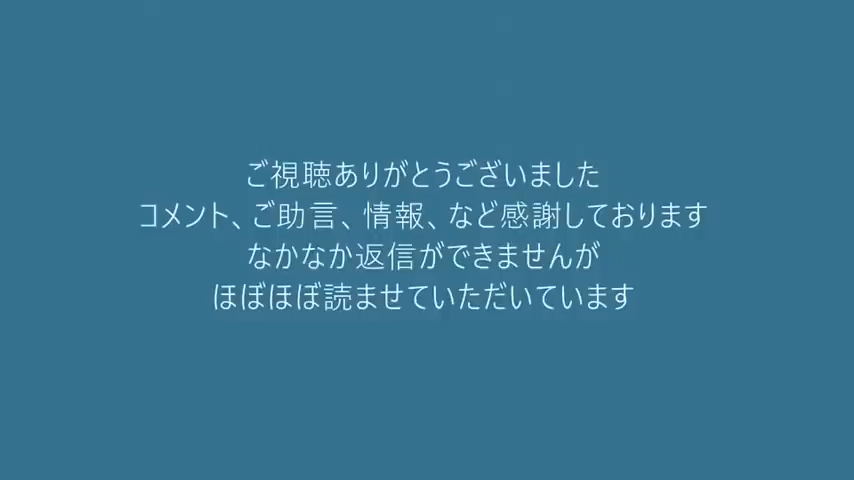 ご視聴ありがとうございました
コメント、ご助言、情報、など感謝しております
なかなか返信ができませんが
ほぼほぼ読ませていただいています